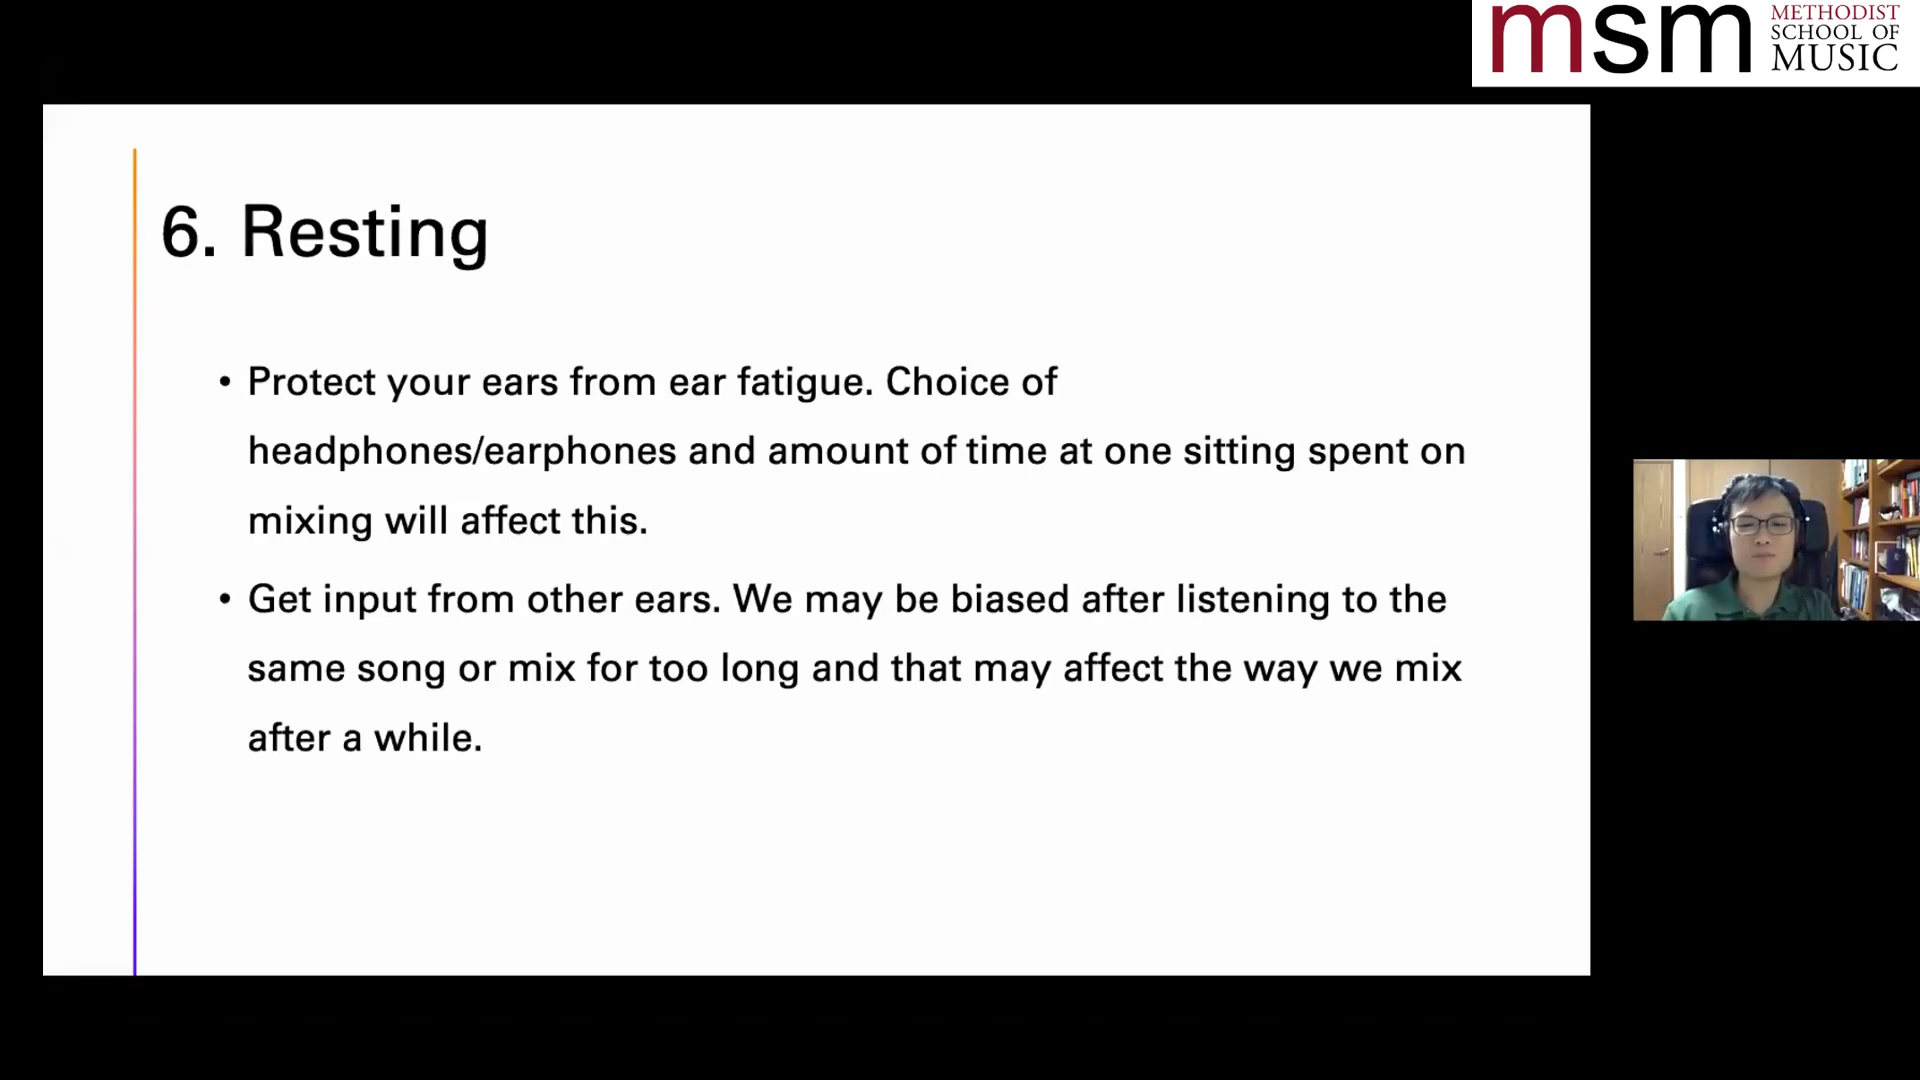 msm METHODIST
SCHOOL OF
MUSIC
6. Resting
• Protect your ears from ear fatigue. Choice of
headphones/earphones and amount of time at one sitting spent on
mixing will affect this.
• Get input from other ears. We may be biased after listening to the
same song or mix for too long and that may affect the way we mix
after a while.